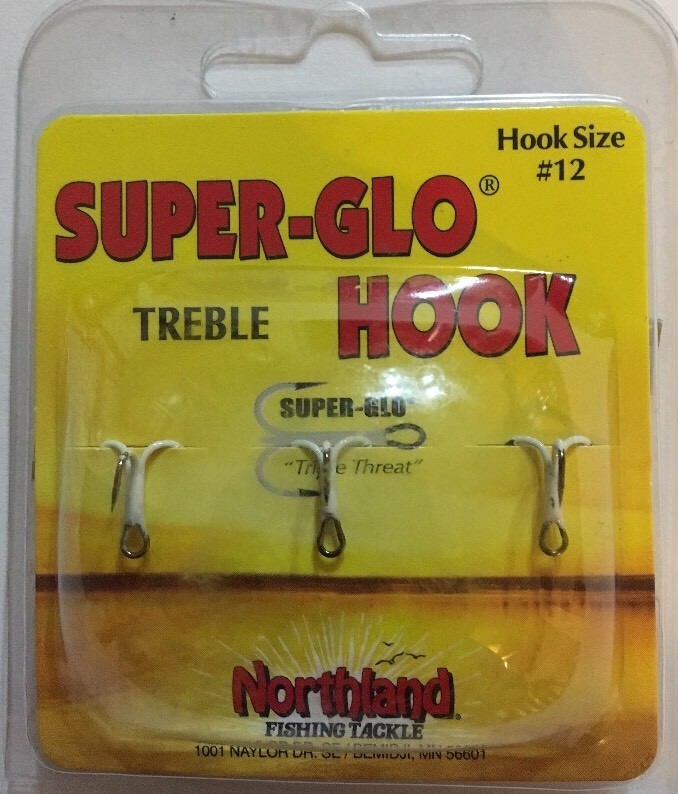 Hook Size
#12
SUPER-GLO®
TREBLE HOOK
SUPER-GLO®
"Triple Threat"
Northland®
FISHING TACKLE
1001 NAYLOR DR. SE / BEMIDJI, MN 56601